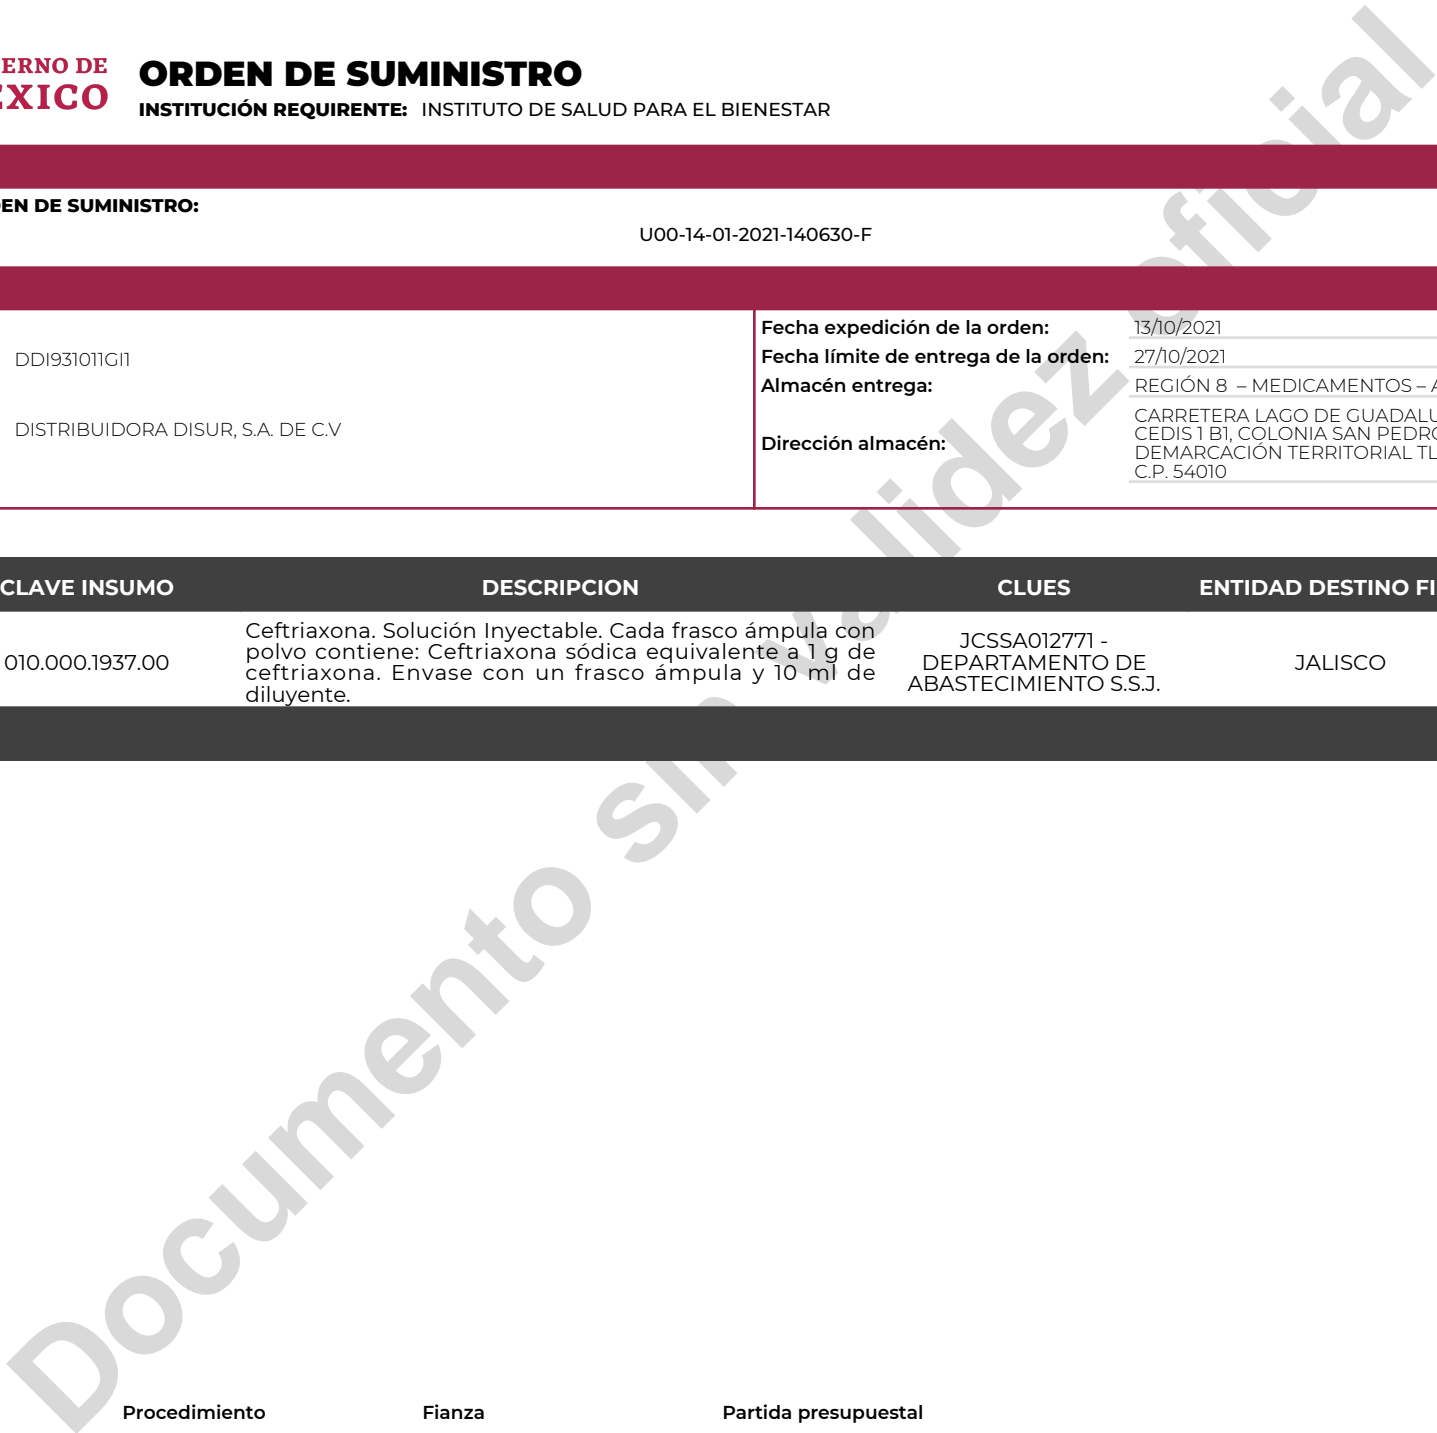 ERNO DE
ÉXICO
ORDEN DE SUMINISTRO
INSTITUCIÓN REQUIRENTE: INSTITUTO DE SALUD PARA EL BIENESTAR
EN DE SUMINISTRO:
U00-14-01-2021-140630-F
DDI931011GI1
DISTRIBUIDORA DISUR, S.A. DE C.V
Fecha expedición de la orden: 13/10/2021
Fecha límite de entrega de la orden: 27/10/2021
Almacén entrega: REGIÓN 8 – MEDICAMENTOS – A
Dirección almacén:
CARRETERA LAGO DE GUADALU
CEDIS 1 B1, COLONIA SAN PEDRO
DEMARCACIÓN TERRITORIAL TL
C.P. 54010
CLAVE INSUMO DESCRIPCION CLUES ENTIDAD DESTINO FI
010.000.1937.00
Ceftriaxona. Solución Inyectable. Cada frasco ámpula con
polvo contiene: Ceftriaxona sódica equivalente a 1 g de
ceftriaxona. Envase con un frasco ámpula y 10 ml de
diluyente.
JCSSA012771 -
DEPARTAMENTO DE
ABASTECIMIENTO S.S.J.
JALISCO
Documento sin validez oficial
Procedimiento Fianza Partida presupuestal